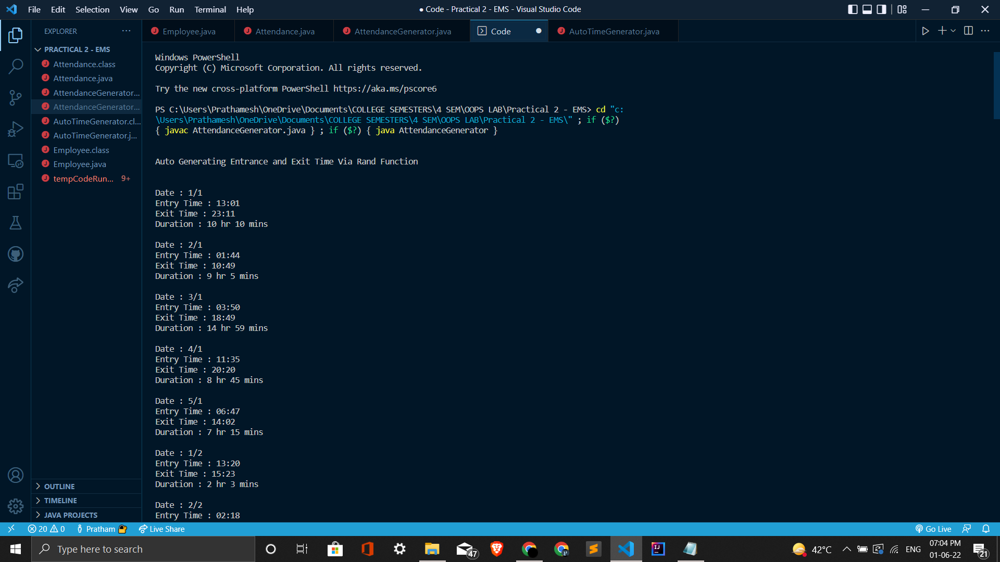 File Edit Selection View Go Run Terminal Help
● Code - Practical 2 - EMS - Visual Studio Code
EXPLORER
Employee.java
Attendance.java
AttendanceGenerator.java
Code
AutoTimeGenerator.java
PRACTICAL 2 - EMS
Attendance.class
Attendance.java
AttendanceGenerator...
AttendanceGenerator...
AutoTimeGenerator.cl...
AutoTimeGenerator.j...
Employee.class
Employee.java
tempCodeRun... 9+
OUTLINE
TIMELINE
JAVA PROJECTS
Windows PowerShell
Copyright (C) Microsoft Corporation. All rights reserved.
Try the new cross-platform PowerShell https://aka.ms/pscore6
PS C:\Users\Prathamesh\OneDrive\Documents\COLLEGE SEMESTERS\4 SEM\OOPS LAB\Practical 2 - EMS> cd "c:
\Users\Prathamesh\OneDrive\Documents\COLLEGE SEMESTERS\4 SEM\OOPS LAB\Practical 2 - EMS\" ; if ($?)
{ javac AttendanceGenerator.java } ; if ($?) { java AttendanceGenerator }
Auto Generating Entrance and Exit Time Via Rand Function
Date : 1/1
Entry Time : 13:01
Exit Time : 23:11
Duration : 10 hr 10 mins
Date : 2/1
Entry Time : 01:44
Exit Time : 10:49
Duration : 9 hr 5 mins
Date : 3/1
Entry Time : 03:50
Exit Time : 18:49
Duration : 14 hr 59 mins
Date : 4/1
Entry Time : 11:35
Exit Time : 20:20
Duration : 8 hr 45 mins
Date : 5/1
Entry Time : 06:47
Exit Time : 14:02
Duration : 7 hr 15 mins
Date : 1/2
Entry Time : 13:20
Exit Time : 15:23
Duration : 2 hr 3 mins
Date : 2/2
Entry Time : 02:18
20 0 Pratham Live Share
Go Live
Type here to search
47
42°C
ENG
07:04 PM
01-06-22
21